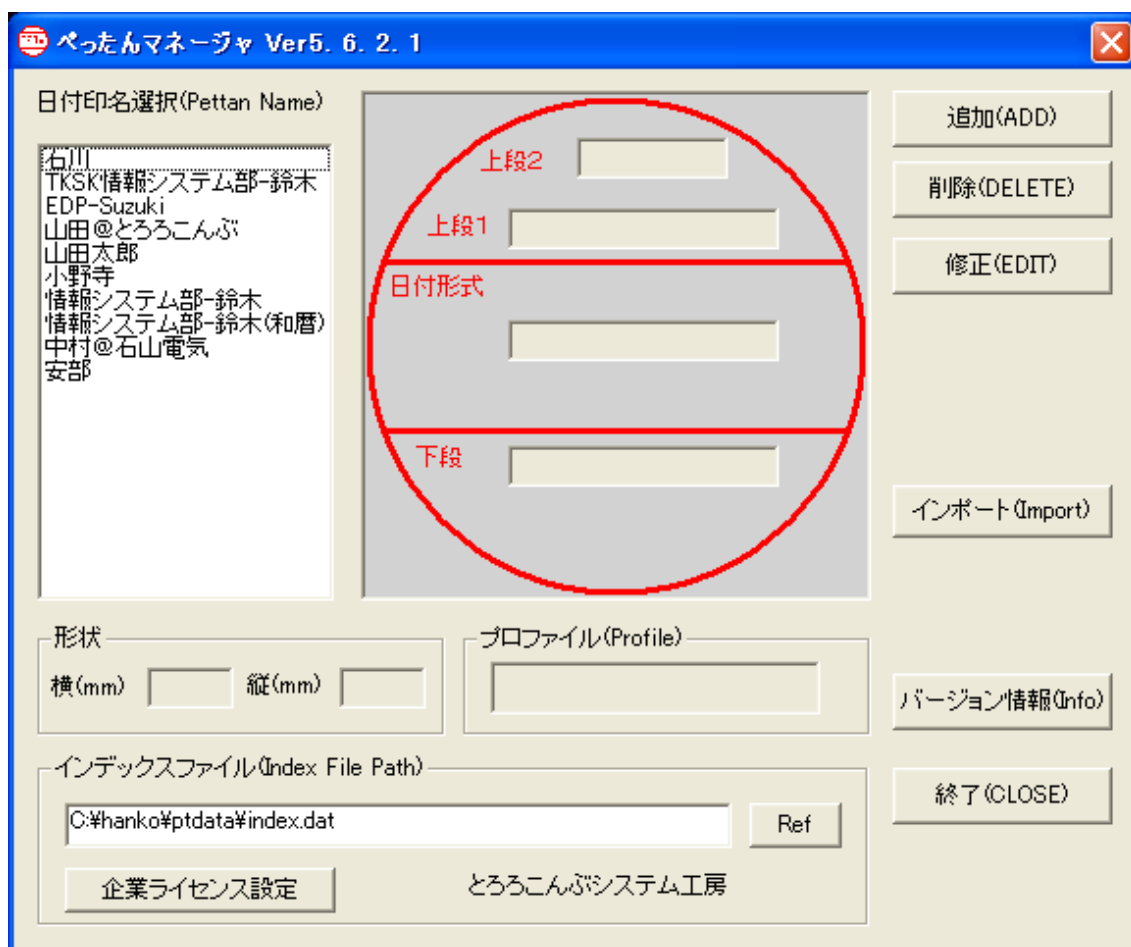 ぺったんマネージャ Ver5. 6. 2. 1
日付印名選択(Pettan Name)
石川
TKSK情報システム部-鈴木
EDP-Suzuki
山田@とろろこんぶ
山田太郎
小野寺
情報システム部-鈴木
情報システム部-鈴木(和暦)
中村@石山電気
安部
上段2
上段1
日付形式
下段
追加(ADD)
削除(DELETE)
修正(EDIT)
インポート(Import)
形状
横(mm)
縦(mm)
プロファイル(Profile)
バージョン情報(Info)
インデックスファイル(Index File Path)
C:¥hanko¥ptdata¥index.dat
Ref
終了(CLOSE)
企業ライセンス設定
とろろこんぶシステム工房